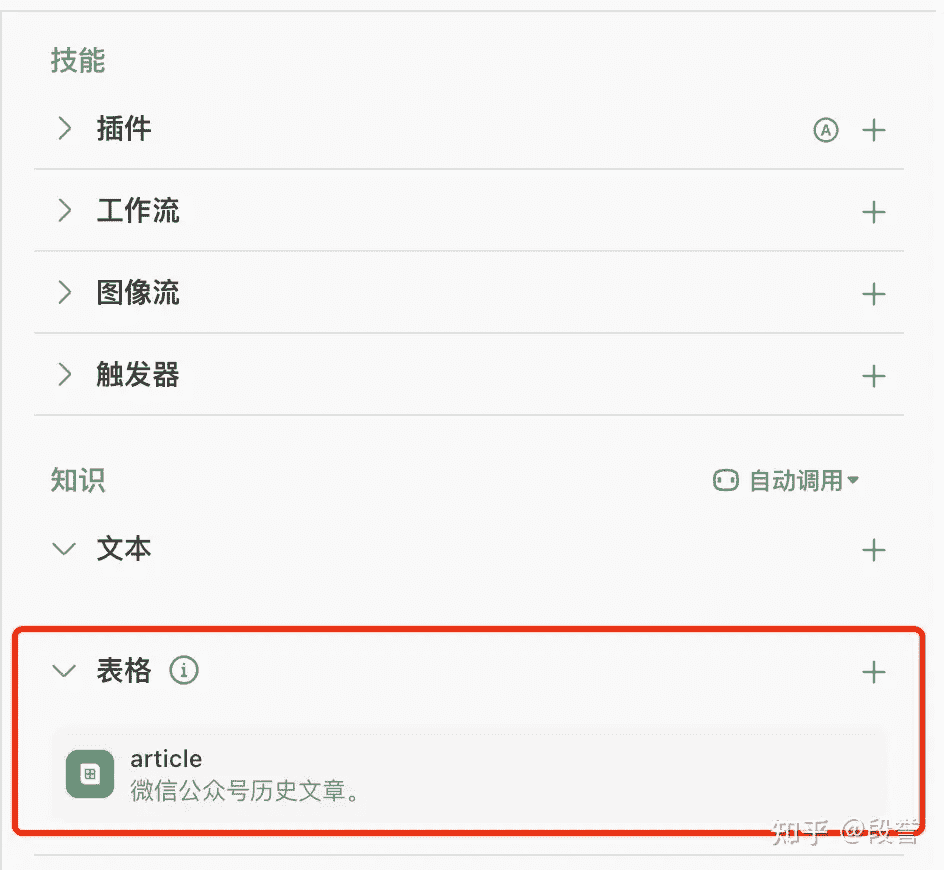 技能
插件
工作流
图像流
触发器
知识
自动调用
文本
表格
article
微信公众号历史文章。
知乎 @段誉